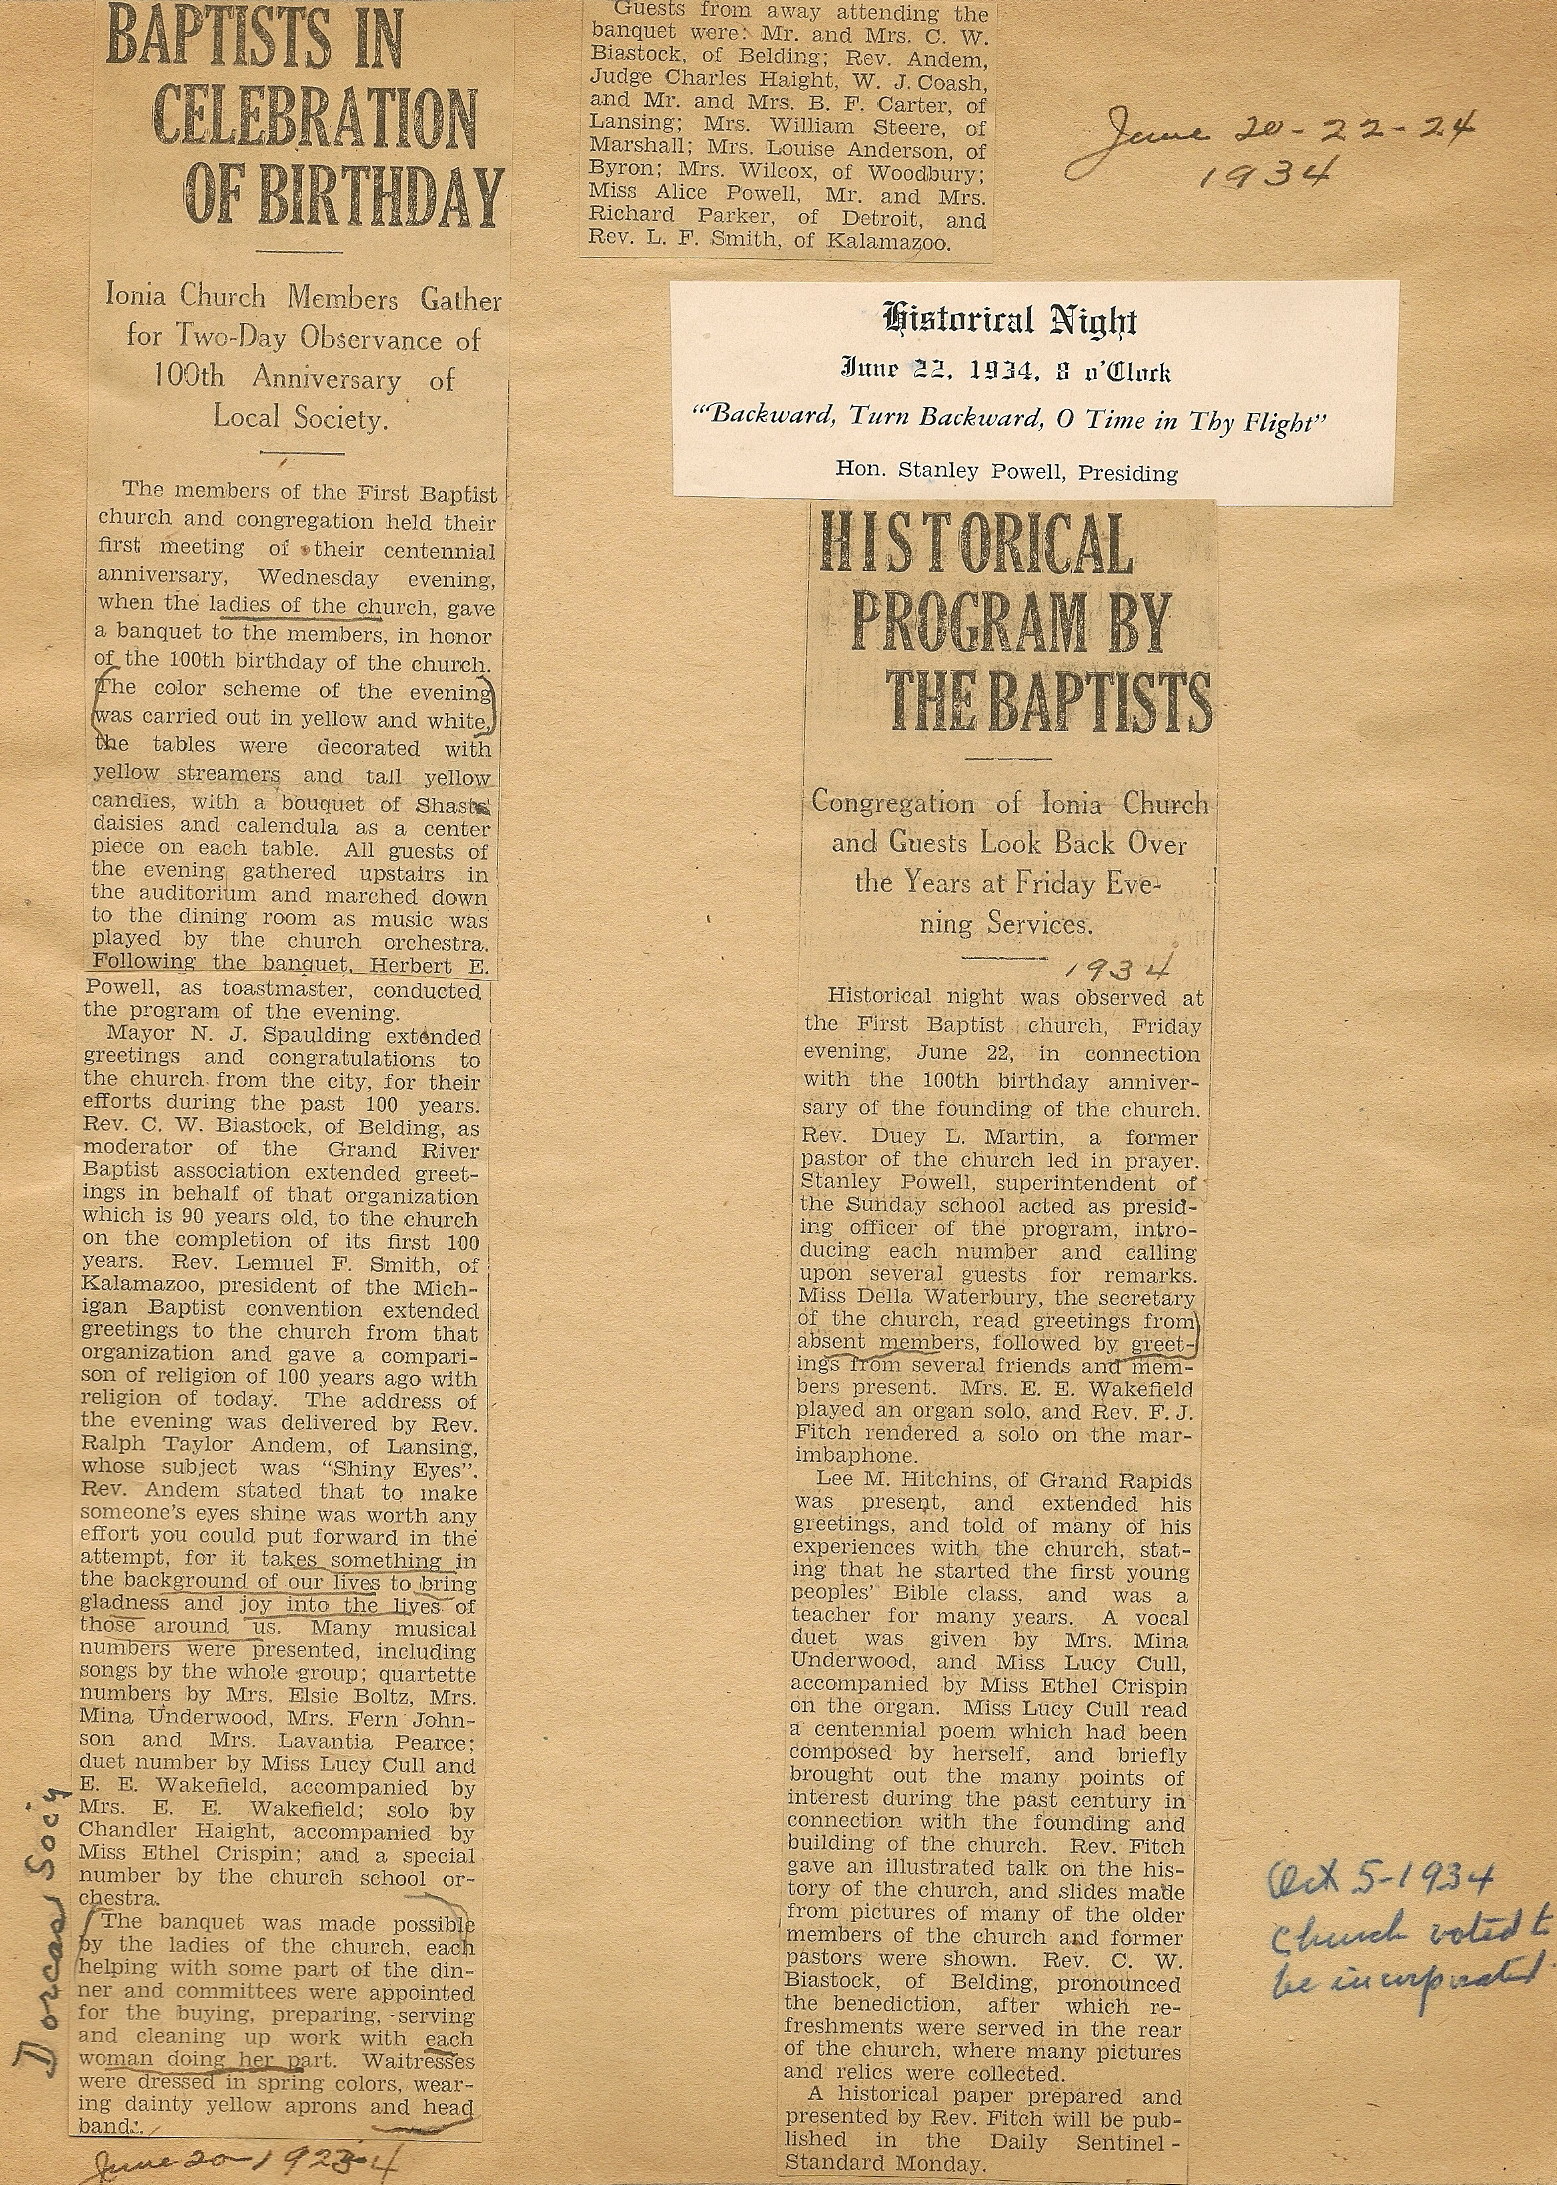 BAPTISTS IN
CELEBRATION
OF BIRTHDAY
Ionia Church Members Gather
for Two-Day Observance of
100th Anniversary of
Local Society.
The members of the First Baptist
church and congregation held their
first meeting of their centennial
anniversary, Wednesday evening,
when the ladies of the church, gave
a banquet to the members, in honor
of the 100th birthday of the church.
The color scheme of the evening
was carried out in yellow and white,
the tables were decorated with
yellow streamers and tall yellow
candies, with a bouquet of Shasta
daisies and calendula as a center
piece on each table. All guests of
the evening gathered upstairs in
the auditorium and marched down
to the dining room as music was
played by the church orchestra.
Following the banquet, Herbert E.
Powell, as toastmaster, conducted
the program of the evening.
Mayor N. J. Spaulding extended
greetings and congratulations to
the church from the city, for their
efforts during the past 100 years.
Rev. C. W. Biastock, of Belding, as
moderator of the Grand River
Baptist association extended greet-
ings in behalf of that organization
which is 90 years old, to the church
on the completion of its first 100
years. Rev. Lemuel F. Smith, of
Kalamazoo, president of the Mich-
igan Baptist convention extended
greetings to the church from that
organization and gave a compari-
son of religion of 100 years ago with
religion of today. The address of
the evening was delivered by Rev.
Ralph Taylor Andem, of Lansing,
whose subject was "Shiny Eyes".
Rev. Andem stated that to make
someone's eyes shine was worth any
effort you could put forward in the
attempt, for it takes something in
the background of our lives to bring
gladness and joy into the lives of
those around us. Many musical
numbers were presented, including
songs by the whole group; quartette
numbers by Mrs. Elsie Boltz, Mrs.
Mina Underwood, Mrs. Fern John-
son and Mrs. Lavantia Pearce;
duet number by Miss Lucy Cull and
E. E. Wakefield, accompanied by
Mrs. E. E. Wakefield; solo by
Chandler Haight, accompanied by
Miss Ethel Crispin; and a special
number by the church school or-
chestra.
The banquet was made possible
by the ladies of the church, each
helping with some part of the din-
ner and committees were appointed
for the buying, preparing, serving
and cleaning up work with each
woman doing her part. Waitresses
were dressed in spring colors, wear-
ing dainty yellow aprons and head
bands.
Dorcas Sociy
June 20-1923-4
Guests from away attending the
banquet were: Mr. and Mrs. C. W.
Biastock, of Belding; Rev. Andem,
Judge Charles Haight, W. J. Coash,
and Mr. and Mrs. B. F. Carter, of
Lansing; Mrs. William Steere, of
Marshall; Mrs. Louise Anderson, of
Byron; Mrs. Wilcox, of Woodbury;
Miss Alice Powell, Mr. and Mrs.
Richard Parker, of Detroit, and
Rev. L. F. Smith, of Kalamazoo.
June 20-22-24
1934
Historical Night
June 22, 1934, 8 o'Clock
"Backward, Turn Backward, O Time in Thy Flight"
Hon. Stanley Powell, Presiding
HISTORICAL
PROGRAM BY
THE BAPTISTS
Congregation of Ionia Church
and Guests Look Back Over
the Years at Friday Eve-
ning Services.
1934
Historical night was observed at
the First Baptist church, Friday
evening, June 22, in connection
with the 100th birthday anniver-
sary of the founding of the church.
Rev. Duey L. Martin, a former
pastor of the church led in prayer.
Stanley Powell, superintendent of
the Sunday school acted as presid-
ing officer of the program, intro-
ducing each number and calling
upon several guests for remarks.
Miss Della Waterbury, the secretary
of the church, read greetings from
absent members, followed by greet-
ings from several friends and mem-
bers present. Mrs. E. E. Wakefield
played an organ solo, and Rev. F. J.
Fitch rendered a solo on the mar-
imbaphone.
Lee M. Hitchins, of Grand Rapids
was present, and extended his
greetings, and told of many of his
experiences with the church, stat-
ing that he started the first young
peoples' Bible class, and was a
teacher for many years. A vocal
duet was given by Mrs. Mina
Underwood, and Miss Lucy Cull,
accompanied by Miss Ethel Crispin
on the organ. Miss Lucy Cull read
a centennial poem which had been
composed by herself, and briefly
brought out the many points of
interest during the past century in
connection with the founding and
building of the church. Rev. Fitch
gave an illustrated talk on the his-
tory of the church, and slides made
from pictures of many of the older
members of the church and former
pastors were shown. Rev. C. W.
Biastock, of Belding, pronounced
the benediction, after which re-
freshments were served in the rear
of the church, where many pictures
and relics were collected.
A historical paper prepared and
presented by Rev. Fitch will be pub-
lished in the Daily Sentinel-
Standard Monday.
Oct 5-1934
Church voted to
be incorporated